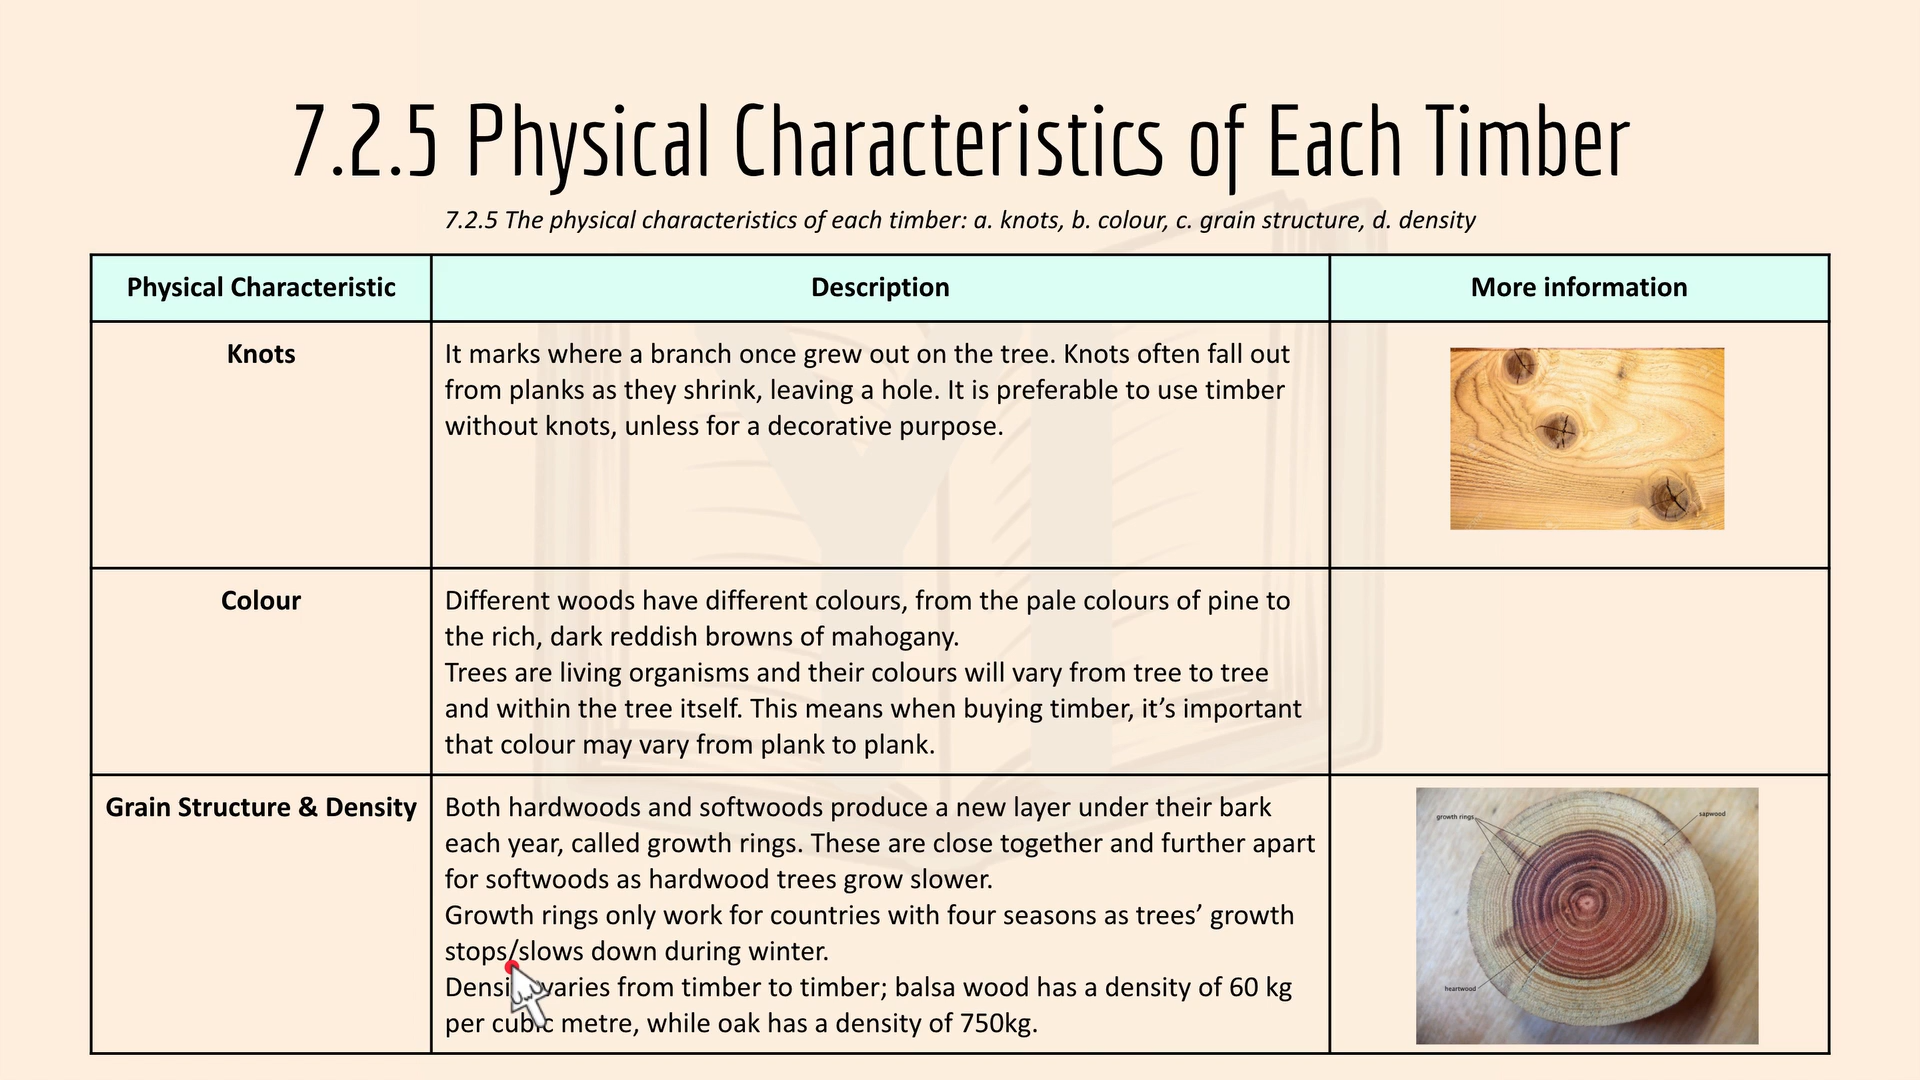 7.2.5 Physical Characteristics of Each Timber
7.2.5 The physical characteristics of each timber: a. knots, b. colour, c. grain structure, d. density
Physical Characteristic
Description
More information
Knots
It marks where a branch once grew out on the tree. Knots often fall out
from planks as they shrink, leaving a hole. It is preferable to use timber
without knots, unless for a decorative purpose.
Colour
Different woods have different colours, from the pale colours of pine to
the rich, dark reddish browns of mahogany.
Trees are living organisms and their colours will vary from tree to tree
and within the tree itself. This means when buying timber, it’s important
that colour may vary from plank to plank.
Grain Structure & Density
Both hardwoods and softwoods produce a new layer under their bark
each year, called growth rings. These are close together and further apart
for softwoods as hardwood trees grow slower.
Growth rings only work for countries with four seasons as trees’ growth
stops/slows down during winter.
Density varies from timber to timber; balsa wood has a density of 60 kg
per cubic metre, while oak has a density of 750kg.
growth rings
sapwood
heartwood